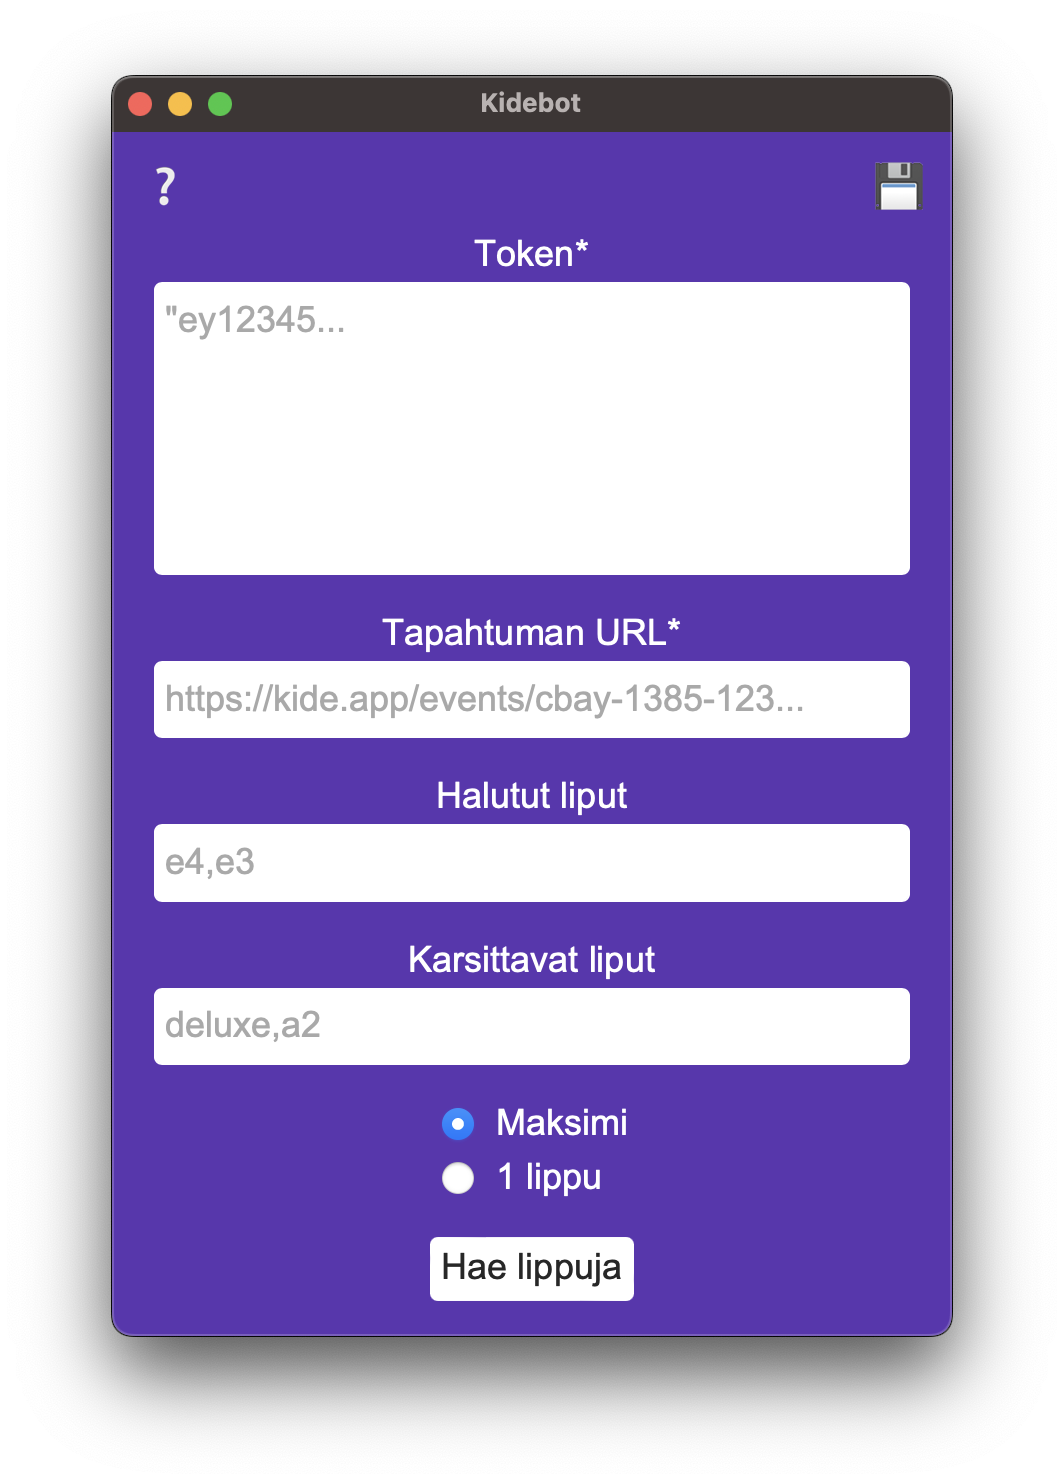 Kidebot
?
Token*
"ey12345...
Tapahtuman URL*
https://kide.app/events/cbay-1385-123...
Halutut liput
e4,e3
Karsittavat liput
deluxe,a2
Maksimi
1 lippu
Hae lippuja